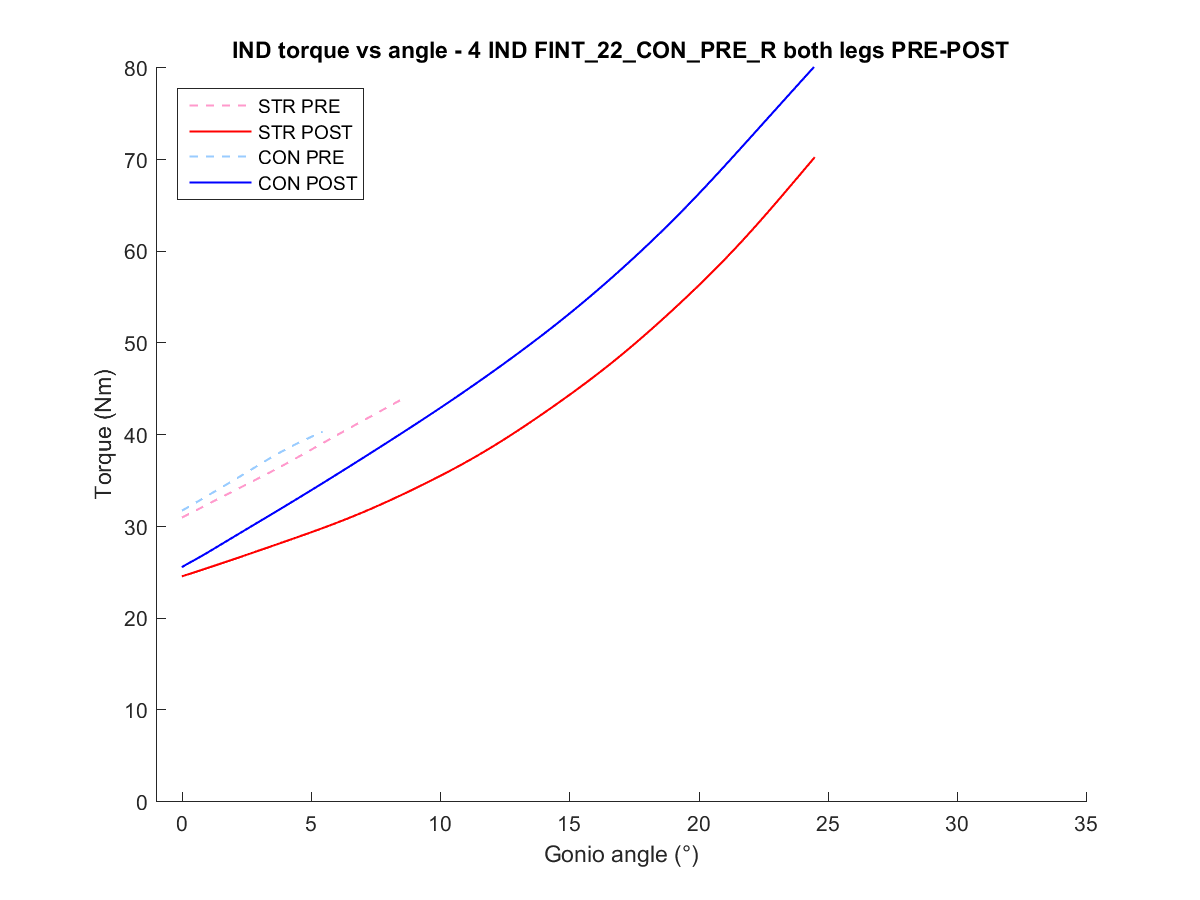 IND torque vs angle - 4 IND FINT_22_CON_PRE_R both legs PRE-POST
STR PRE
STR POST
CON PRE
CON POST
80
70
60
50
40
30
20
10
0
Torque (Nm)
0 5 10 15 20 25 30 35
Gonio angle (°)